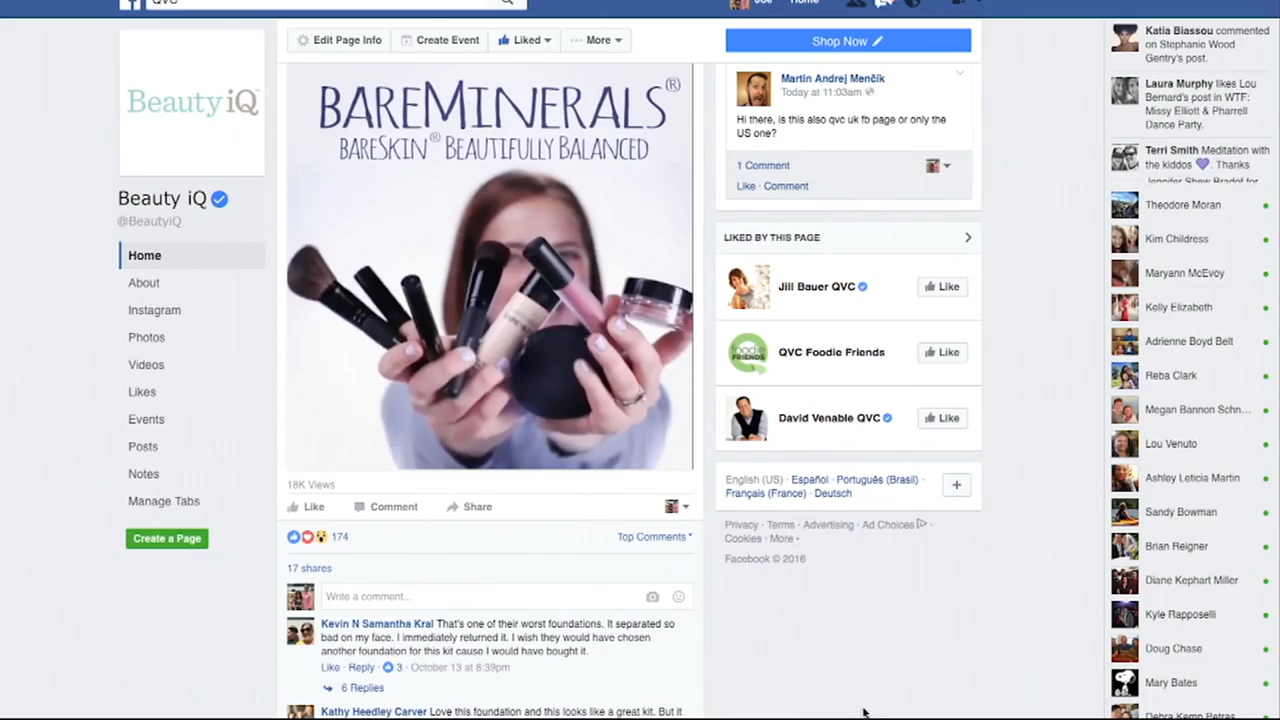 QVC
Joe
Home
Beauty iQ
Beauty iQ
@BeautyiQ
Home
About
Instagram
Photos
Videos
Likes
Events
Posts
Notes
Manage Tabs
Create a Page
Edit Page Info
Create Event
Liked
More
BAREMINERALS®
BARESKIN® BEAUTIFULLY BALANCED
18K Views
Like
Comment
Share
174
Top Comments
17 shares
Write a comment...
Kevin N Samantha Kral That's one of their worst foundations. It separated so
bad on my face. I immediately returned it. I wish they would have chosen
another foundation for this kit cause I would have bought it.
Like · Reply · 3 · October 13 at 8:39pm
6 Replies
Kathy Heedley Carver Love this foundation and this looks like a great kit. But it
Shop Now
Martin Andrej Menčík
Today at 11:03am
Hi there, is this also qvc uk fb page or only the
US one?
1 Comment
Like · Comment
LIKED BY THIS PAGE
Jill Bauer QVC
Like
foodie
FRIENDS
QVC Foodie Friends
Like
David Venable QVC
Like
English (US) · Español · Português (Brasil) ·
Français (France) · Deutsch
Privacy · Terms · Advertising · Ad Choices ·
Cookies · More
Facebook © 2016
Katia Biassou commented
on Stephanie Wood
Gentry's post.
Laura Murphy likes Lou
Bernard's post in WTF:
Missy Elliott & Pharrell
Dance Party.
Terri Smith Meditation with
the kiddos 💜. Thanks
Theodore Moran
Kim Childress
Maryann McEvoy
Kelly Elizabeth
Adrienne Boyd Belt
Reba Clark
Megan Bannon Schn...
Lou Venuto
Ashley Leticia Martin
Sandy Bowman
Brian Reigner
Diane Kephart Miller
Kyle Rapposelli
Doug Chase
Mary Bates
Debra Kemp Petras